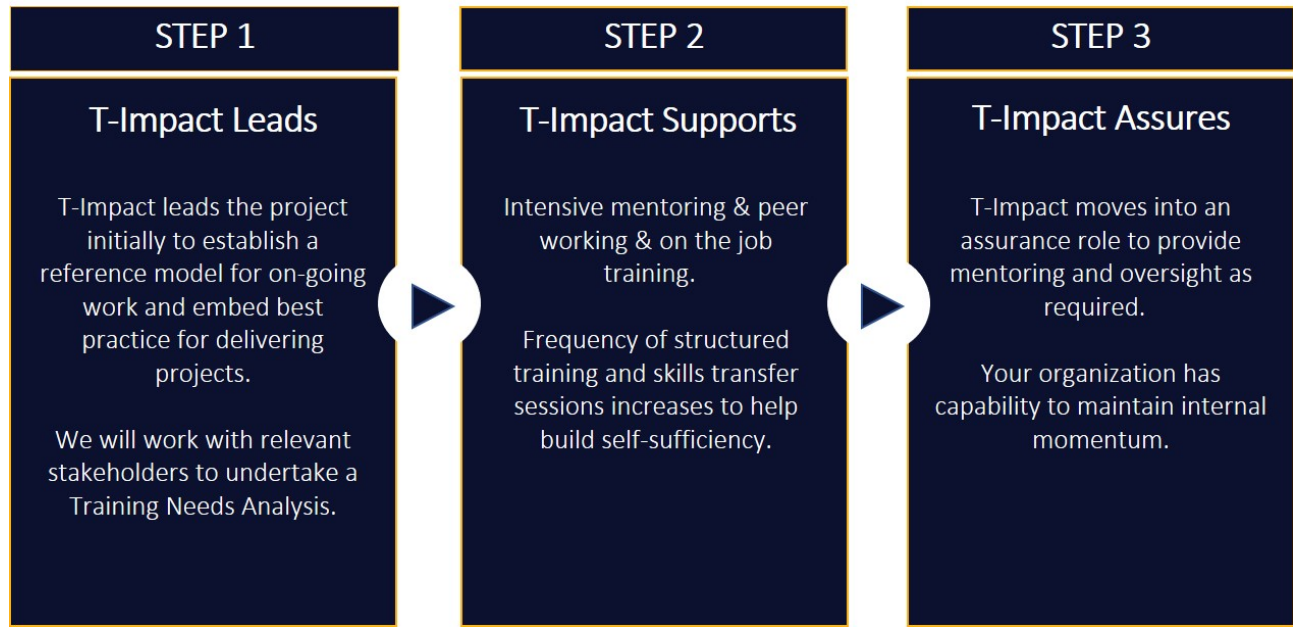 STEP 1
T-Impact Leads
T-Impact leads the project
initially to establish a
reference model for on-going
work and embed best
practice for delivering
projects.
We will work with relevant
stakeholders to undertake a
Training Needs Analysis.
STEP 2
T-Impact Supports
Intensive mentoring & peer
working & on the job
training.
Frequency of structured
training and skills transfer
sessions increases to help
build self-sufficiency.
STEP 3
T-Impact Assures
T-Impact moves into an
assurance role to provide
mentoring and oversight as
required.
Your organization has
capability to maintain internal
momentum.